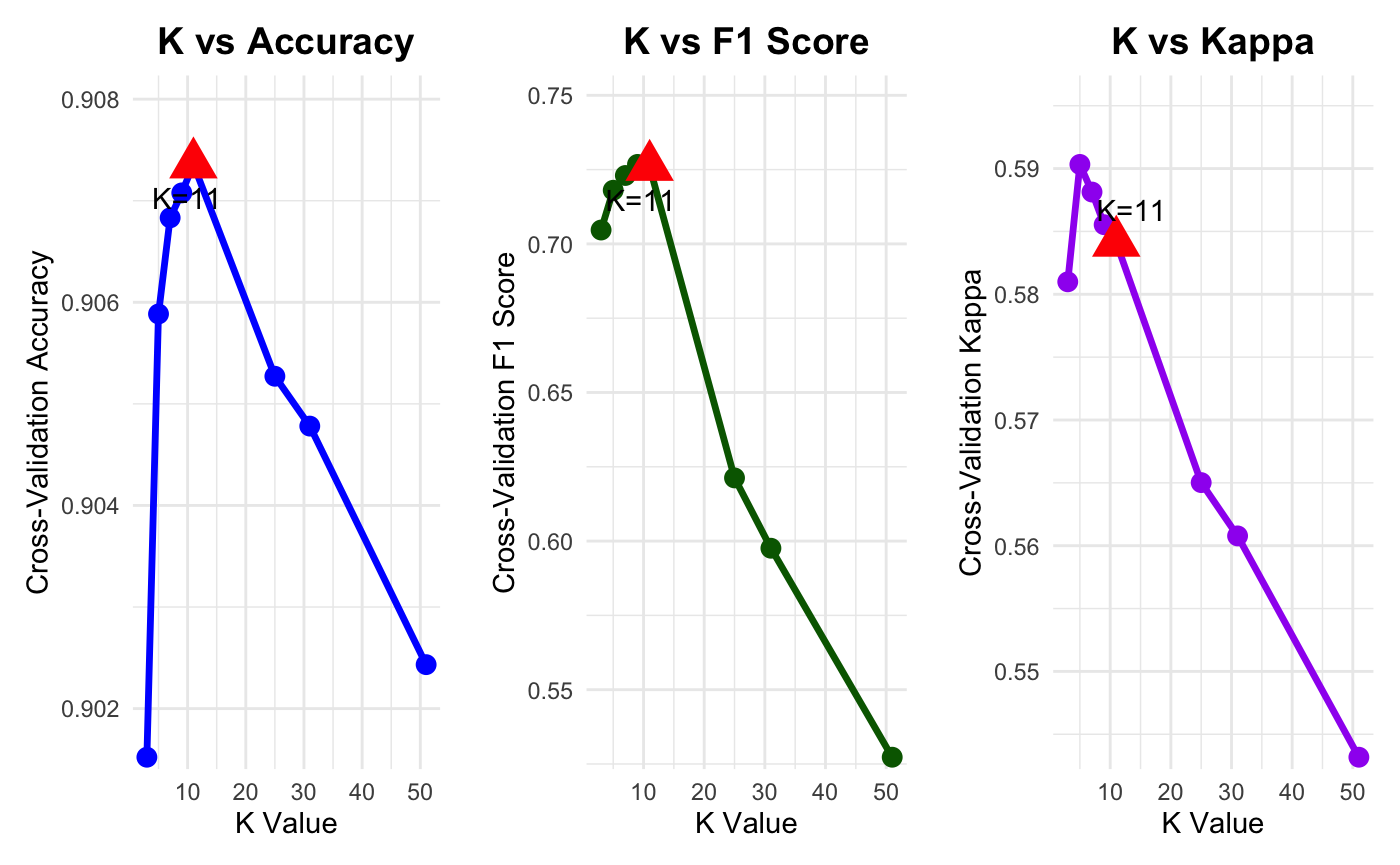 K vs Accuracy
Cross-Validation Accuracy
0.908
0.906
0.904
0.902
K=11
10 20 30 40 50
K Value
K vs F1 Score
Cross-Validation F1 Score
0.75
0.70
0.65
0.60
0.55
K=11
10 20 30 40 50
K Value
K vs Kappa
Cross-Validation Kappa
0.59
0.58
0.57
0.56
0.55
K=11
10 20 30 40 50
K Value